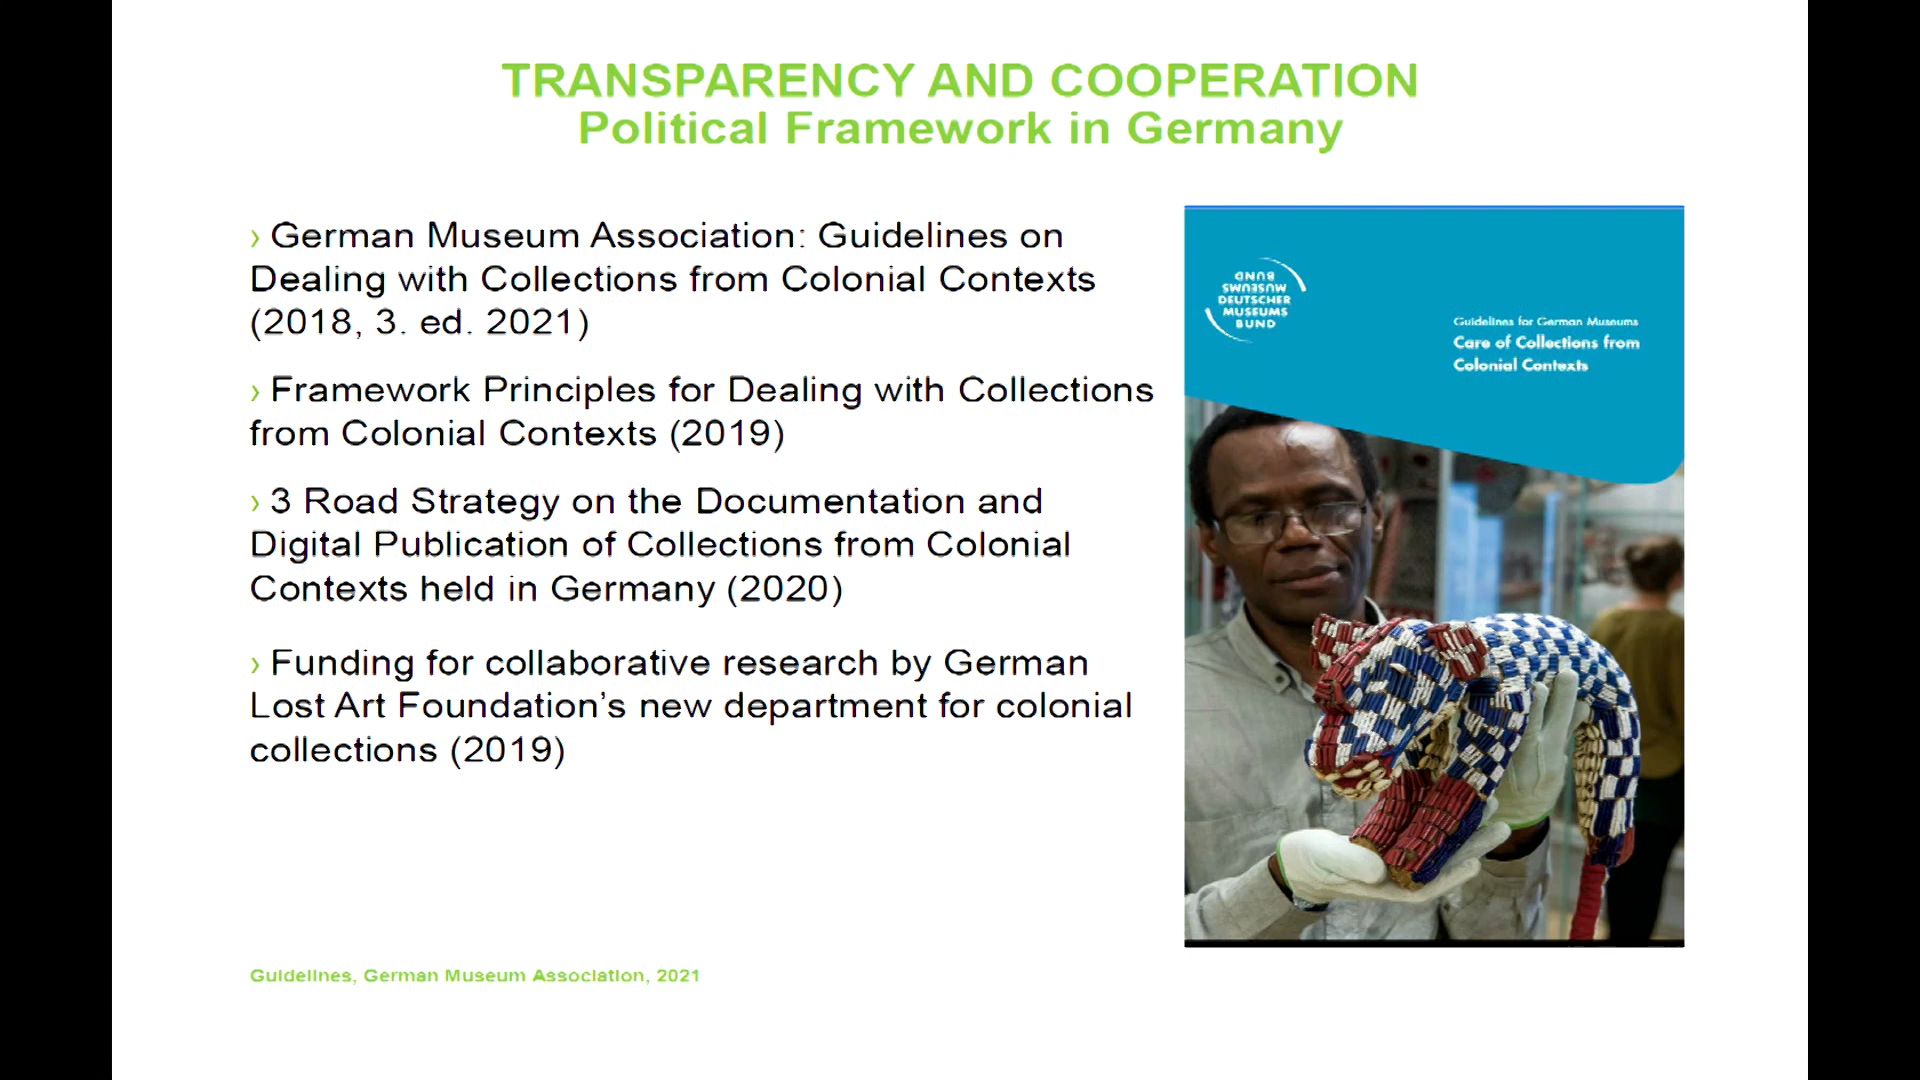 TRANSPARENCY AND COOPERATION
Political Framework in Germany
› German Museum Association: Guidelines on
Dealing with Collections from Colonial Contexts
(2018, 3. ed. 2021)
› Framework Principles for Dealing with Collections
from Colonial Contexts (2019)
› 3 Road Strategy on the Documentation and
Digital Publication of Collections from Colonial
Contexts held in Germany (2020)
› Funding for collaborative research by German
Lost Art Foundation’s new department for colonial
collections (2019)
BUND
MUSEUMS
DEUTSCHER
MUSEUMS
BUND
Guidelines for German Museums
Care of Collections from
Colonial Contexts
Guidelines, German Museum Association, 2021